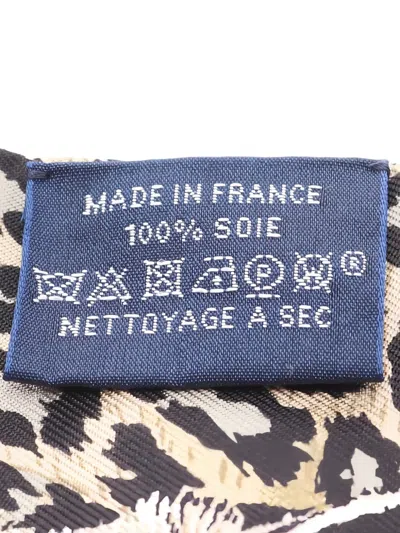 MADE IN FRANCE
100% SOIE
P ®
NETTOYAGE A SEC